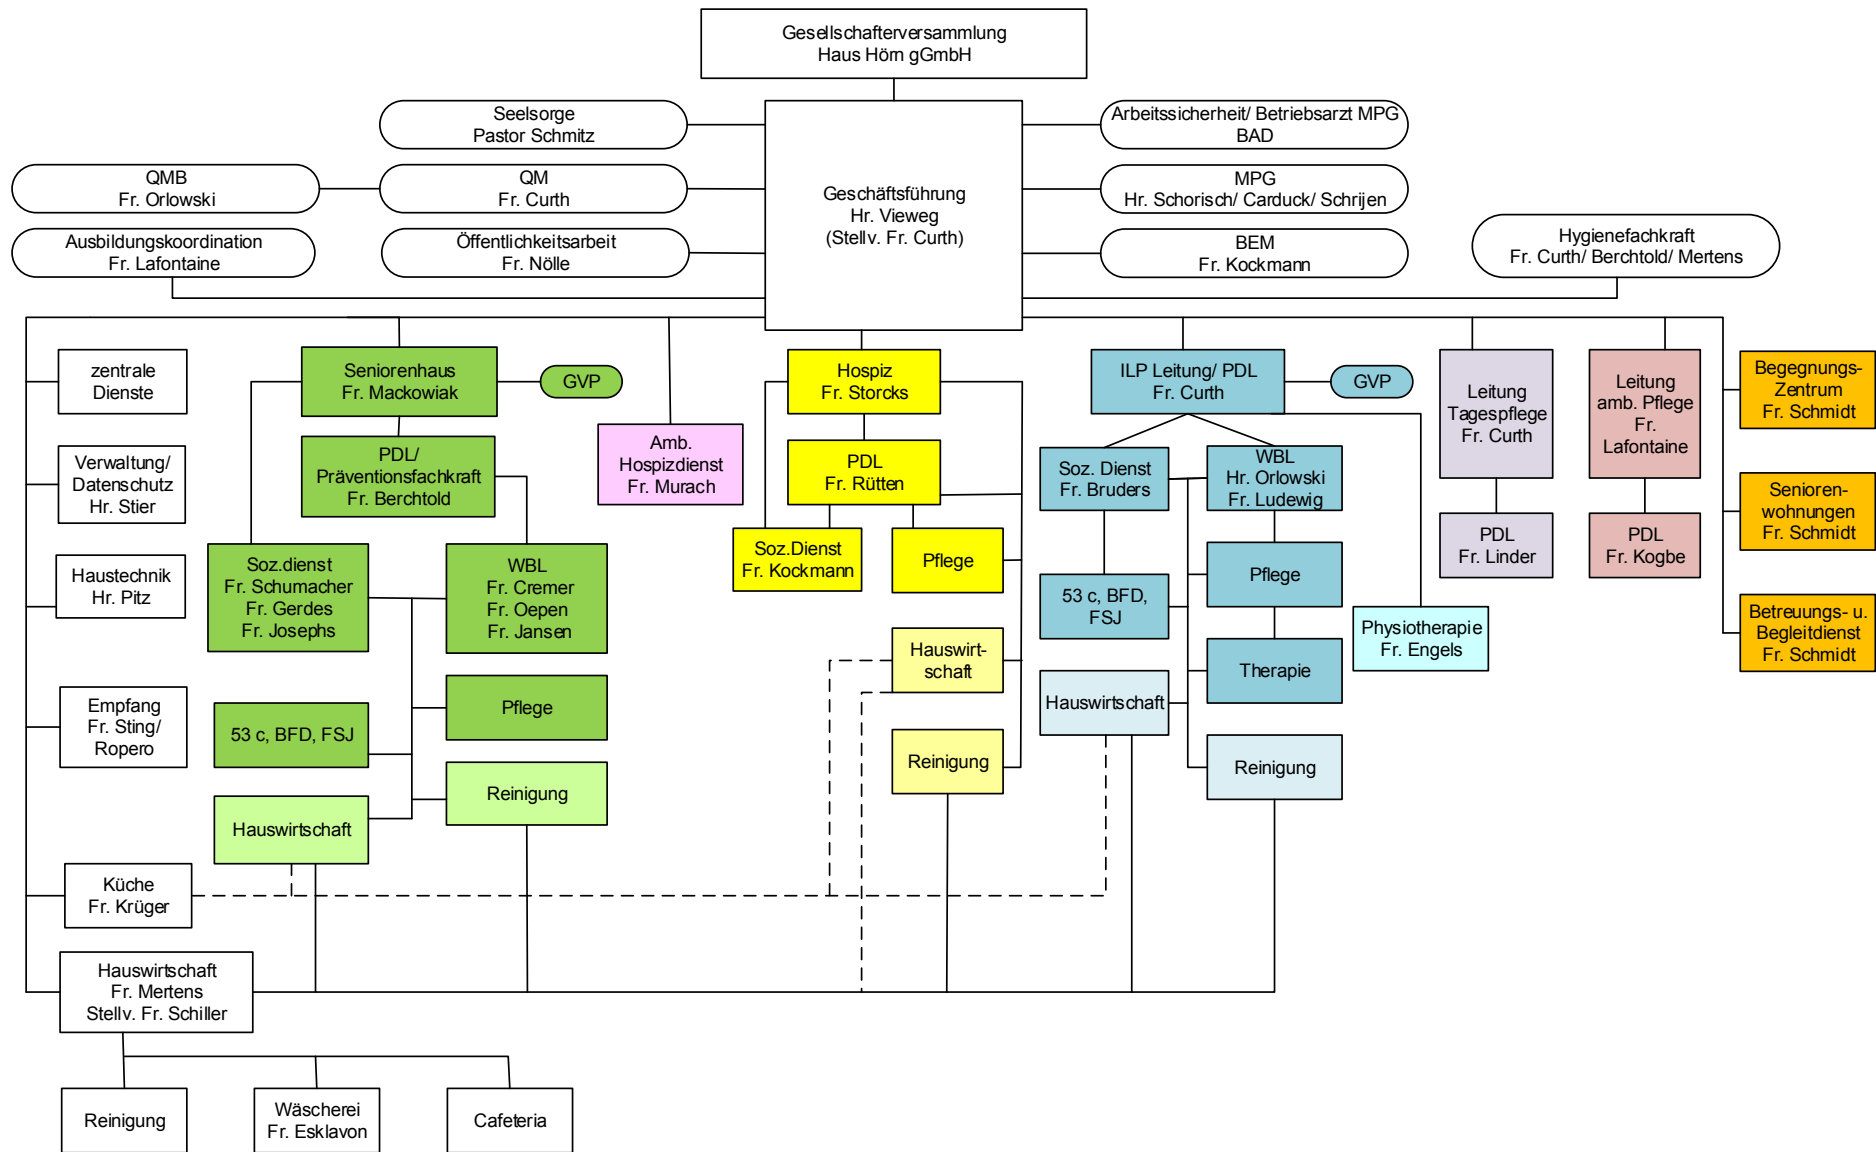 Gesellschafterversammlung
Haus Hörn gGmbH
Seelsorge
Pastor Schmitz
Arbeitssicherheit/ Betriebsarzt MPG
BAD
QMB
Fr. Orlowski
QM
Fr. Curth
Geschäftsführung
Hr. Vieweg
(Stellv. Fr. Curth)
MPG
Hr. Schorisch/ Carduck/ Schrijen
Ausbildungskoordination
Fr. Lafontaine
Öffentlichkeitsarbeit
Fr. Nölle
BEM
Fr. Kockmann
Hygienefachkraft
Fr. Curth/ Berchtold/ Mertens
zentrale
Dienste
Seniorenhaus
Fr. Mackowiak
GVP
Hospiz
Fr. Storcks
ILP Leitung/ PDL
Fr. Curth
GVP
Leitung
Tagespflege
Fr. Curth
Leitung
amb. Pflege
Fr.
Lafontaine
Begegnungs-
Zentrum
Fr. Schmidt
Verwaltung/
Datenschutz
Hr. Stier
PDL/
Präventionsfachkraft
Fr. Berchtold
Amb.
Hospizdienst
Fr. Murach
PDL
Fr. Rütten
Soz. Dienst
Fr. Bruders
WBL
Hr. Orlowski
Fr. Ludewig
Senioren-
wohnungen
Fr. Schmidt
Haustechnik
Hr. Pitz
Soz.dienst
Fr. Schumacher
Fr. Gerdes
Fr. Josephs
WBL
Fr. Cremer
Fr. Oepen
Fr. Jansen
Soz.Dienst
Fr. Kockmann
Pflege
53 c, BFD,
FSJ
Pflege
PDL
Fr. Linder
PDL
Fr. Kogbe
Physiotherapie
Fr. Engels
Betreuungs- u.
Begleitdienst
Fr. Schmidt
Empfang
Fr. Sting/
Ropero
53 c, BFD, FSJ
Pflege
Hauswirt-
schaft
Hauswirtschaft
Therapie
Reinigung
Reinigung
Hauswirtschaft
Reinigung
Küche
Fr. Krüger
Hauswirtschaft
Fr. Mertens
Stellv. Fr. Schiller
Reinigung
Wäscherei
Fr. Esklavon
Cafeteria